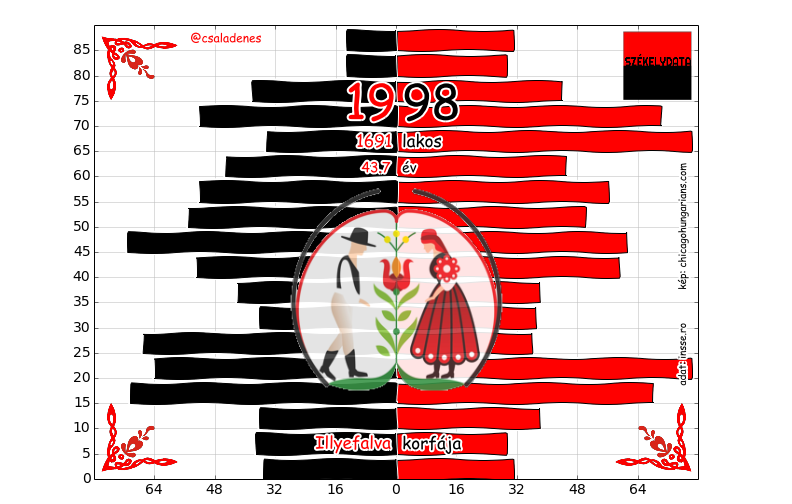 @csaladenes
SZÉKELYDATA
1998
1691 lakos
43.7 év
kép: chicagohungarians.com
adat: insse.ro
Illyefalva korfája
85
80
75
70
65
60
55
50
45
40
35
30
25
20
15
10
5
0
64 48 32 16 0 16 32 48 64